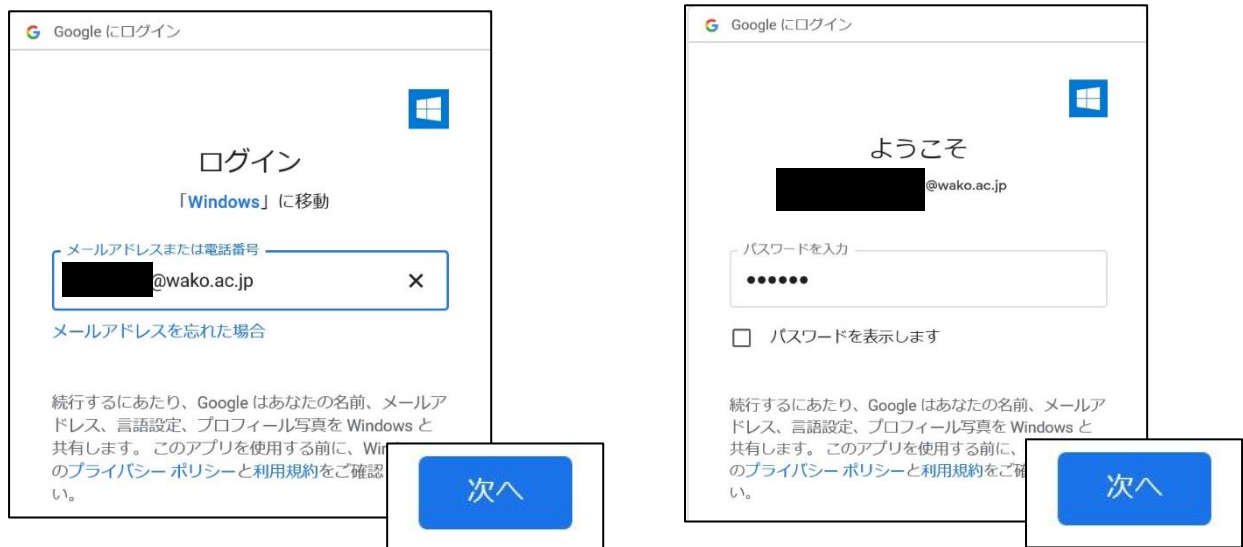 Google にログイン
ログイン
「Windows」に移動
メールアドレスまたは電話番号
@wako.ac.jp
メールアドレスを忘れた場合
続行するにあたり、Google はあなたの名前、メールア
ドレス、言語設定、プロフィール写真を Windows と
共有します。 このアプリを使用する前に、Wi
のプライバシー ポリシーと利用規約をご確認
い。
次へ
Google にログイン
ようこそ
@wako.ac.jp
パスワードを入力
••••••
パスワードを表示します
続行するにあたり、Google はあなたの名前、メールア
ドレス、言語設定、プロフィール写真を Windows と
共有します。 このアプリを使用する前に、
のプライバシー ポリシーと利用規約をご
い。
次へ